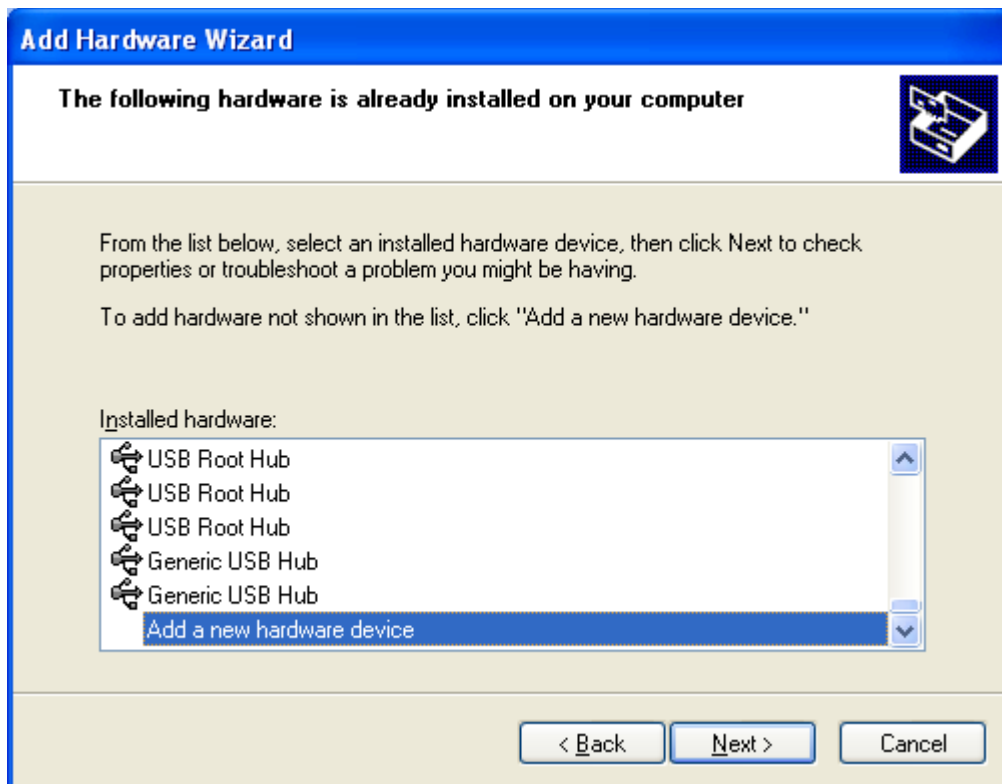 Add Hardware Wizard
The following hardware is already installed on your computer
From the list below, select an installed hardware device, then click Next to check
properties or troubleshoot a problem you might be having.
To add hardware not shown in the list, click "Add a new hardware device."
Installed hardware:
USB Root Hub
USB Root Hub
USB Root Hub
Generic USB Hub
Generic USB Hub
Add a new hardware device
< Back
Next >
Cancel